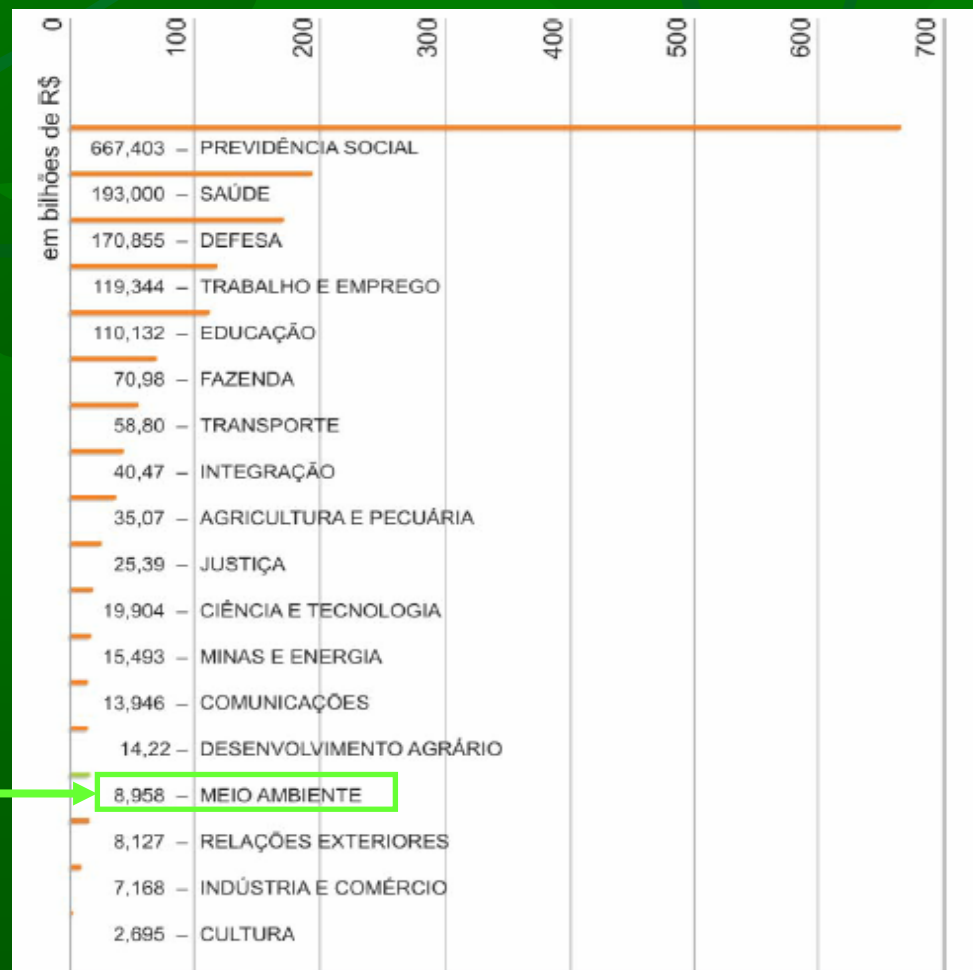 0 100 200 300 400 500 600 700
em bilhões de R$
667,403 – PREVIDÊNCIA SOCIAL
193,000 – SAÚDE
170,855 – DEFESA
119,344 – TRABALHO E EMPREGO
110,132 – EDUCAÇÃO
70,98 – FAZENDA
58,80 – TRANSPORTE
40,47 – INTEGRAÇÃO
35,07 – AGRICULTURA E PECUÁRIA
25,39 – JUSTIÇA
19,904 – CIÊNCIA E TECNOLOGIA
15,493 – MINAS E ENERGIA
13,946 – COMUNICAÇÕES
14,22 – DESENVOLVIMENTO AGRÁRIO
8,958 – MEIO AMBIENTE
8,127 – RELAÇÕES EXTERIORES
7,168 – INDÚSTRIA E COMÉRCIO
2,695 – CULTURA